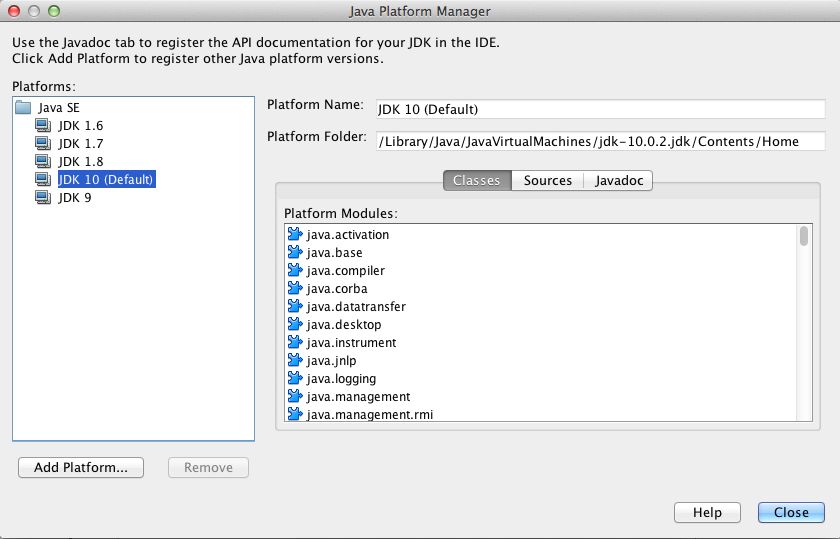 Java Platform Manager
Use the Javadoc tab to register the API documentation for your JDK in the IDE.
Click Add Platform to register other Java platform versions.
Platforms:
Java SE
JDK 1.6
JDK 1.7
JDK 1.8
JDK 10 (Default)
JDK 9
Add Platform...
Remove
Platform Name:
JDK 10 (Default)
Platform Folder:
/Library/Java/JavaVirtualMachines/jdk-10.0.2.jdk/Contents/Home
Classes
Sources
Javadoc
Platform Modules:
java.activation
java.base
java.compiler
java.corba
java.datatransfer
java.desktop
java.instrument
java.jnlp
java.logging
java.management
java.management.rmi
Help
Close